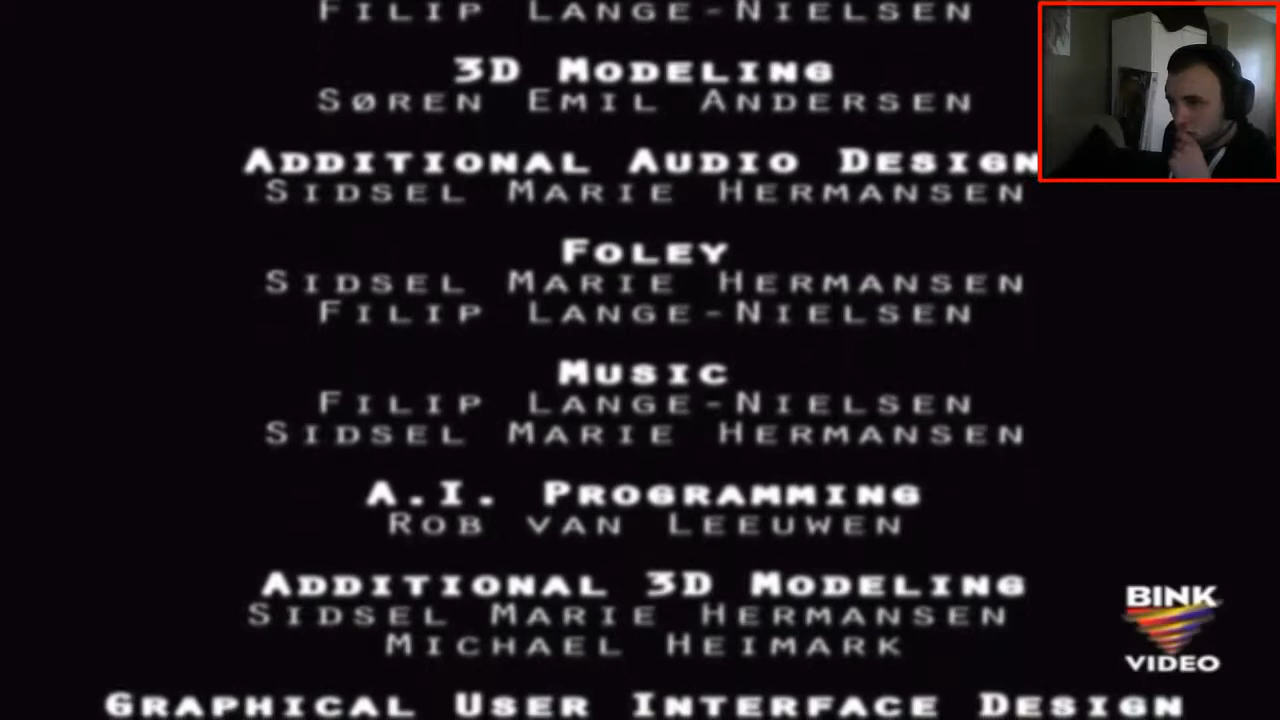 Filip Lange-Nielsen
3D Modeling
Søren Emil Andersen
Additional Audio Design
Sidsel Marie Hermansen
Foley
Sidsel Marie Hermansen
Filip Lange-Nielsen
Music
Filip Lange-Nielsen
Sidsel Marie Hermansen
A.I. Programming
Rob van Leeuwen
Additional 3D Modeling
Sidsel Marie Hermansen
Michael Heimark
Graphical User Interface Design
BINK
VIDEO